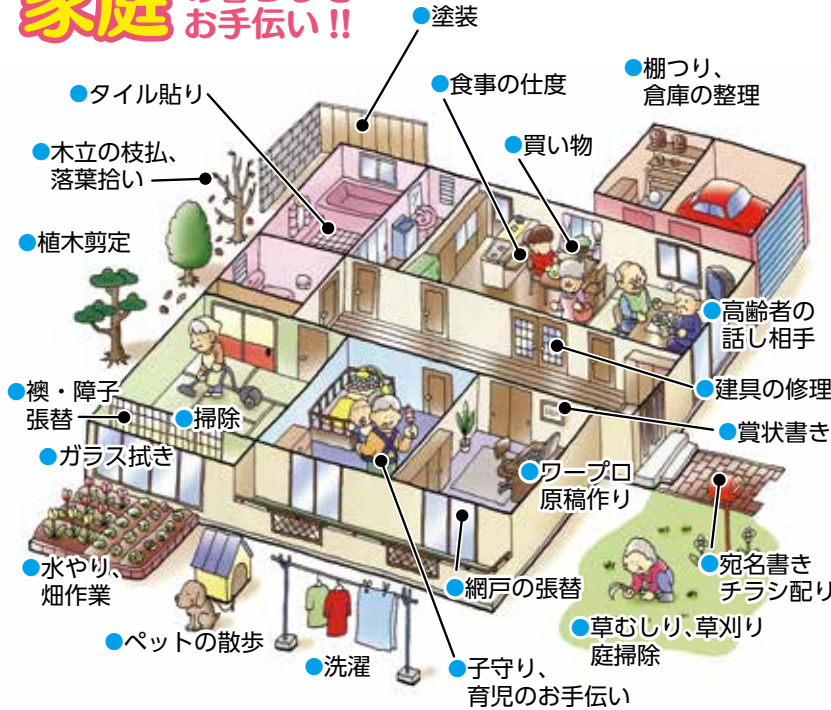 家庭
お手伝い!!
●塗装
●タイル貼り
●食事の仕度
●棚つり、
倉庫の整理
●木立の枝払、
落葉拾い
●買い物
●植木剪定
●高齢者の
話し相手
●建具の修理
●襖・障子
張替
●掃除
●賞状書き
●ガラス拭き
●ワープロ
原稿作り
●水やり、
畑作業
●網戸の張替
●宛名書き
チラシ配り
●ペットの散歩
●草むしり、草刈り
庭掃除
●洗濯
●子守り、
育児のお手伝い